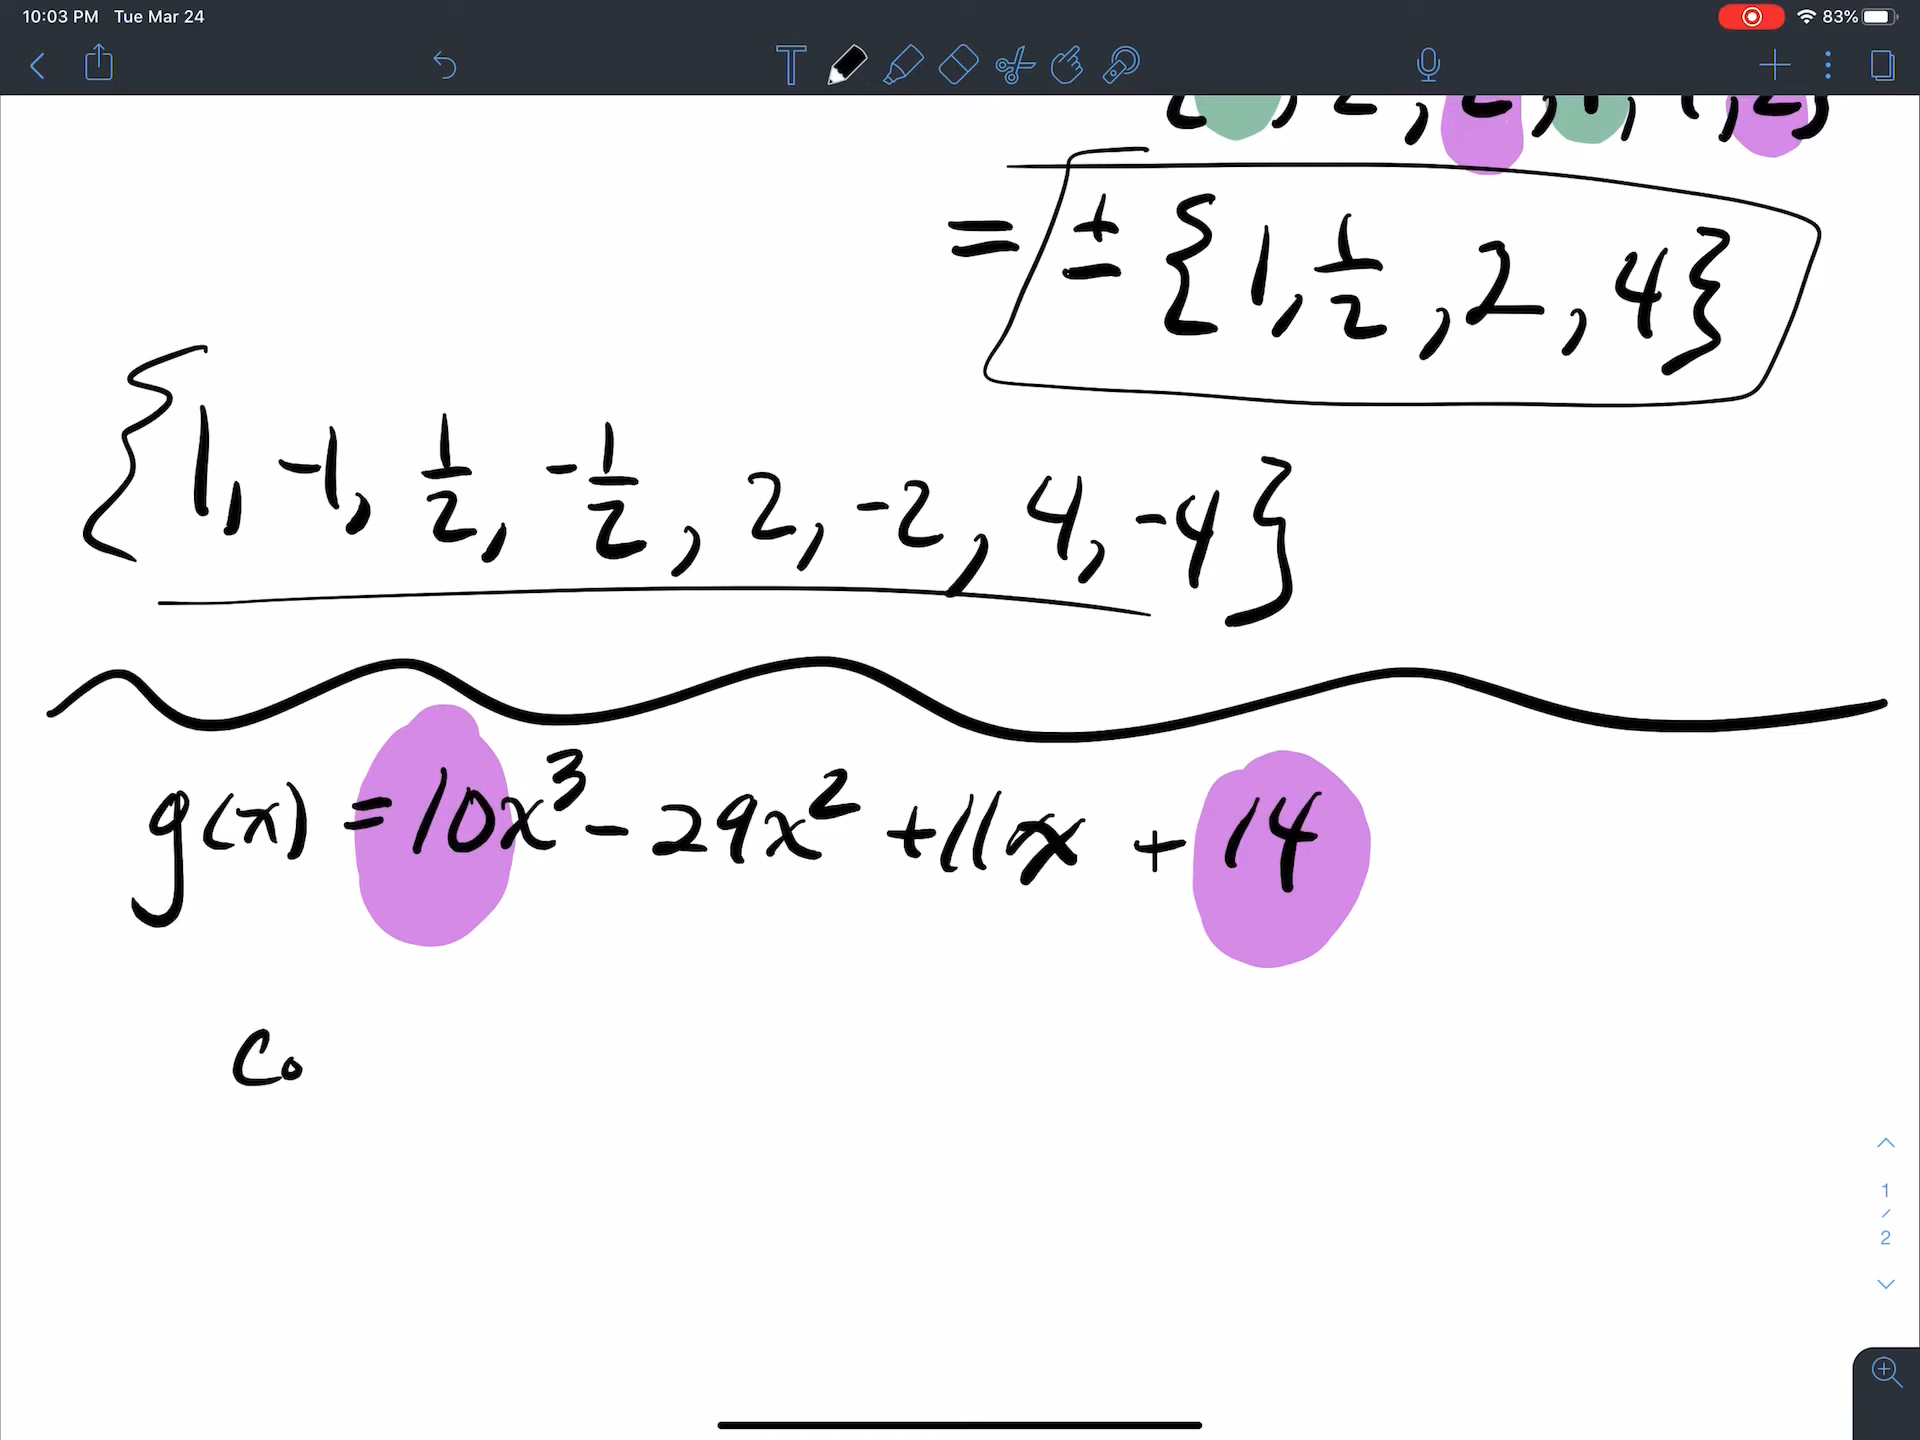 10:03 PM Tue Mar 24 83%
T
= ± {1, 1/2, 2, 4}
{1, -1, 1/2, -1/2, 2, -2, 4, -4}
g(x) = 10x³ - 29x² + 11x + 14
Co
1
/
2